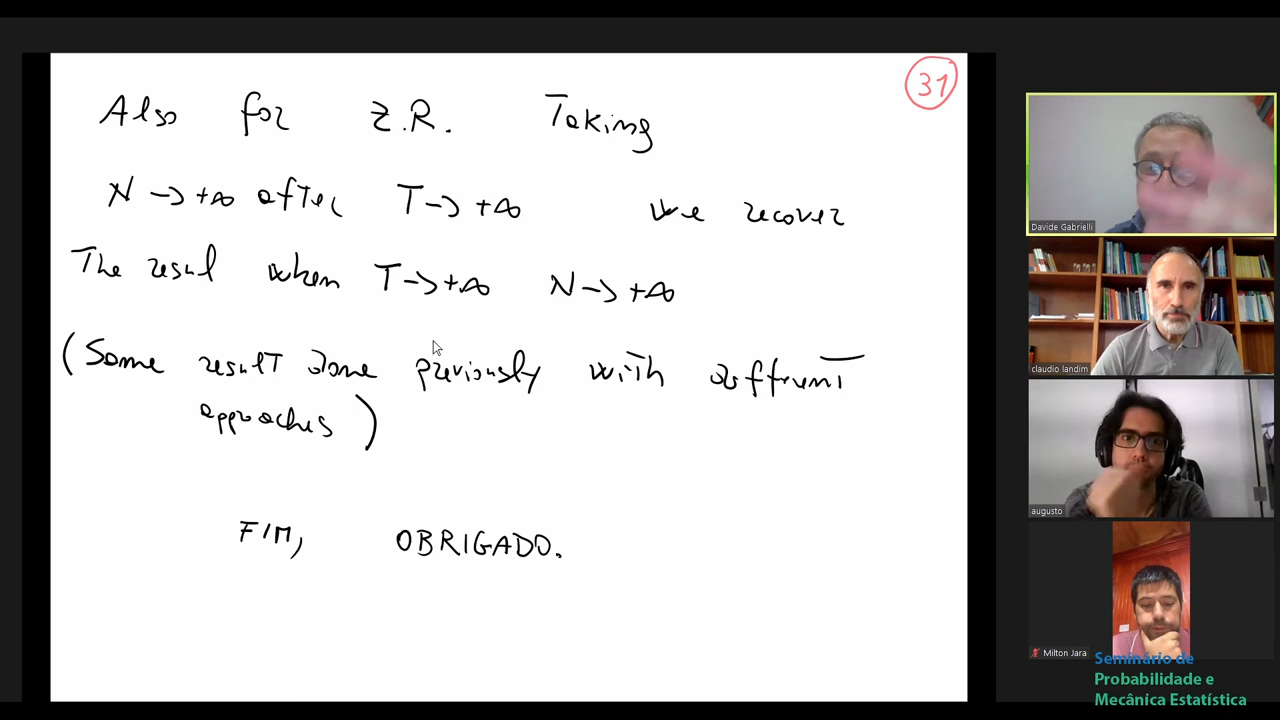 31
Also for Z.R. Taking
N → +∞ after T → +∞ we recover
The result when T → +∞ N → +∞
(Some result done previously with different
approaches)
FIM, OBRIGADO.
Davide Gabrielli
claudio landim
augusto
Milton Jara
Seminário de
Probabilidade e
Mecânica Estatística